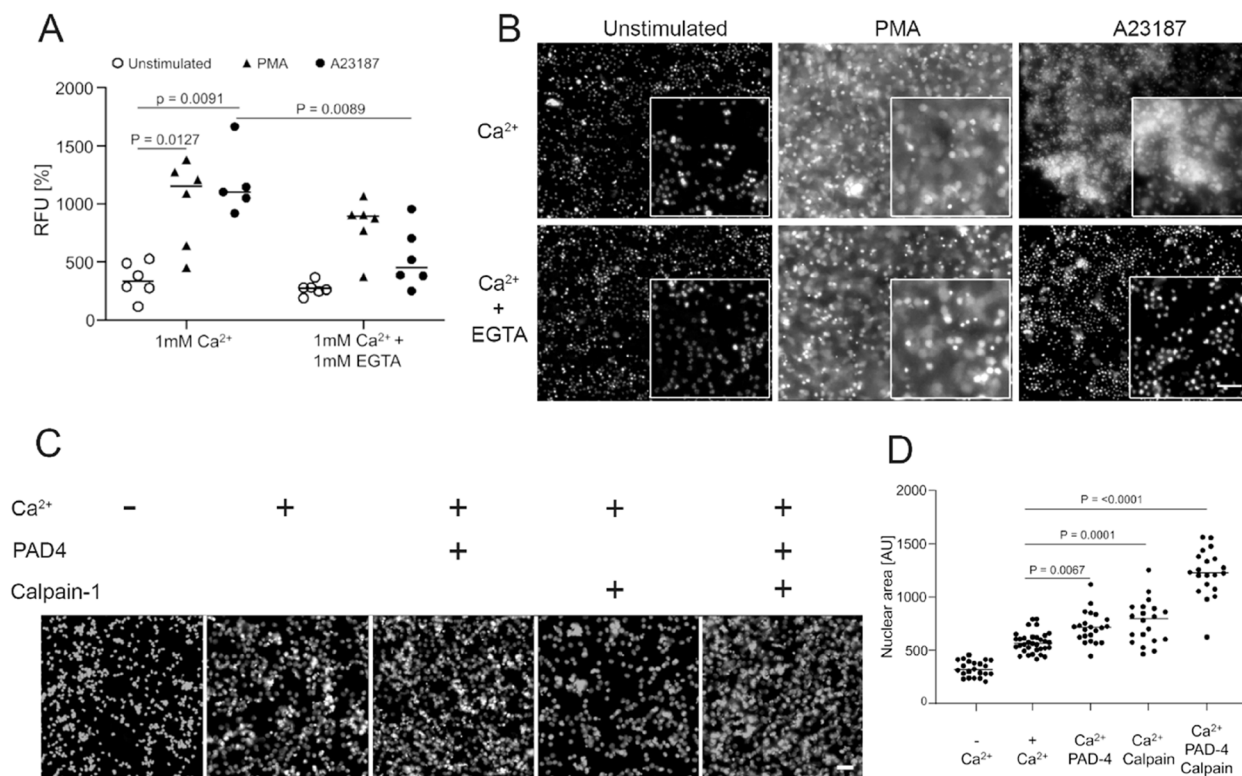 A
Unstimulated PMA A23187
2000
1500
1000
500
0
RFU [%]
p = 0.0091
P = 0.0127
P = 0.0089
1mM Ca²⁺
1mM Ca²⁺ +
1mM EGTA
B
Unstimulated PMA A23187
Ca²⁺
Ca²⁺
+
EGTA
C
Ca²⁺ - + + + +
PAD4 + +
Calpain-1 + +
D
2000
1500
1000
500
0
Nuclear area [AU]
P = <0.0001
P = 0.0001
P = 0.0067
-
Ca²⁺
+
Ca²⁺
Ca²⁺
PAD-4
Ca²⁺
Calpain
Ca²⁺
PAD-4
Calpain